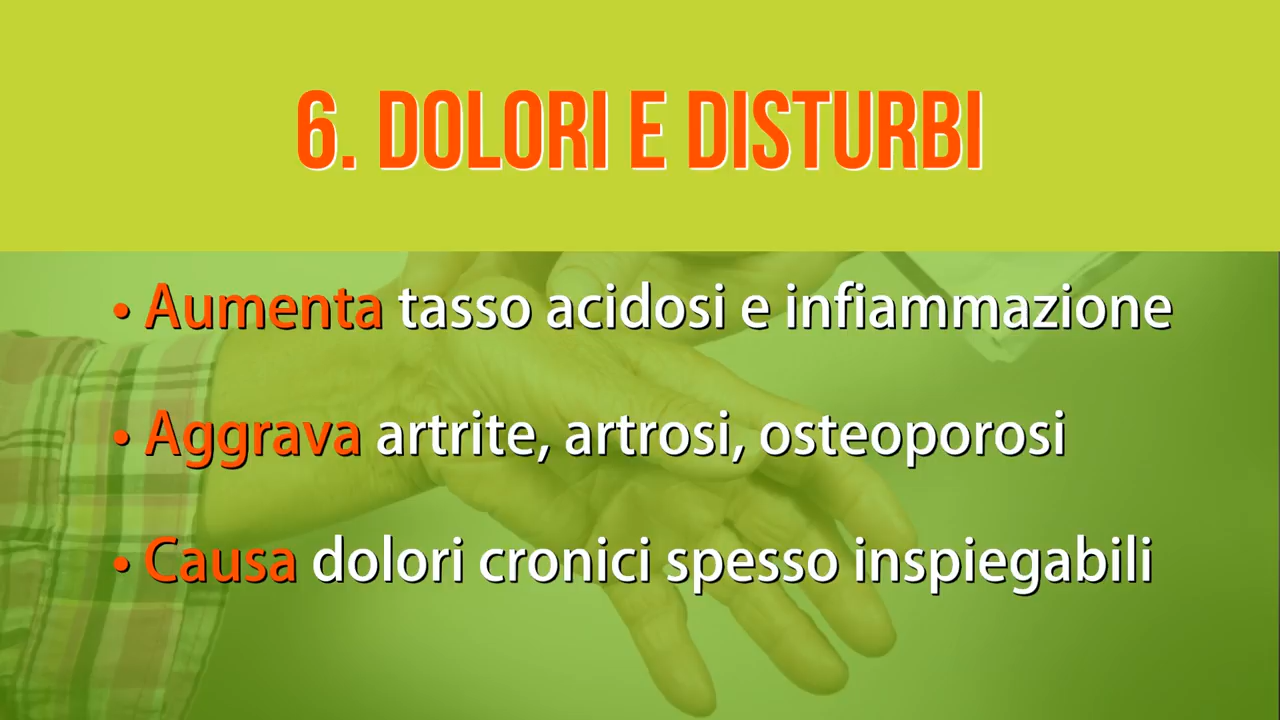 6. DOLORI E DISTURBI
• Aumenta tasso acidosi e infiammazione
• Aggrava artrite, artrosi, osteoporosi
• Causa dolori cronici spesso inspiegabili